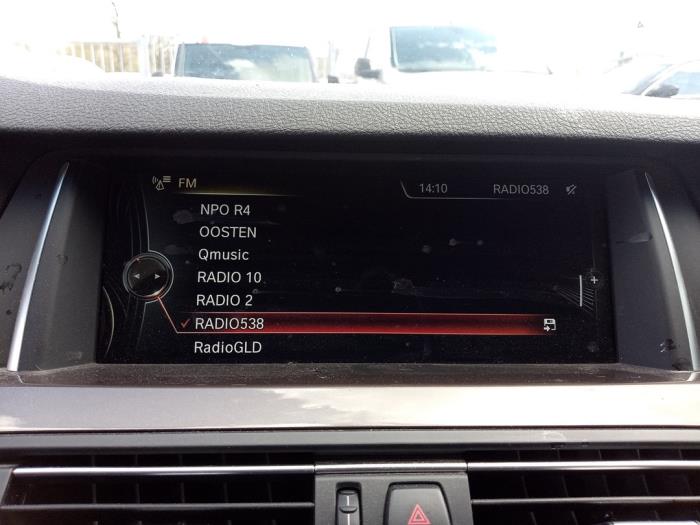 FM 14:10 RADIO538
NPO R4
OOSTEN
Qmusic
RADIO 10
RADIO 2
RADIO538
RadioGLD